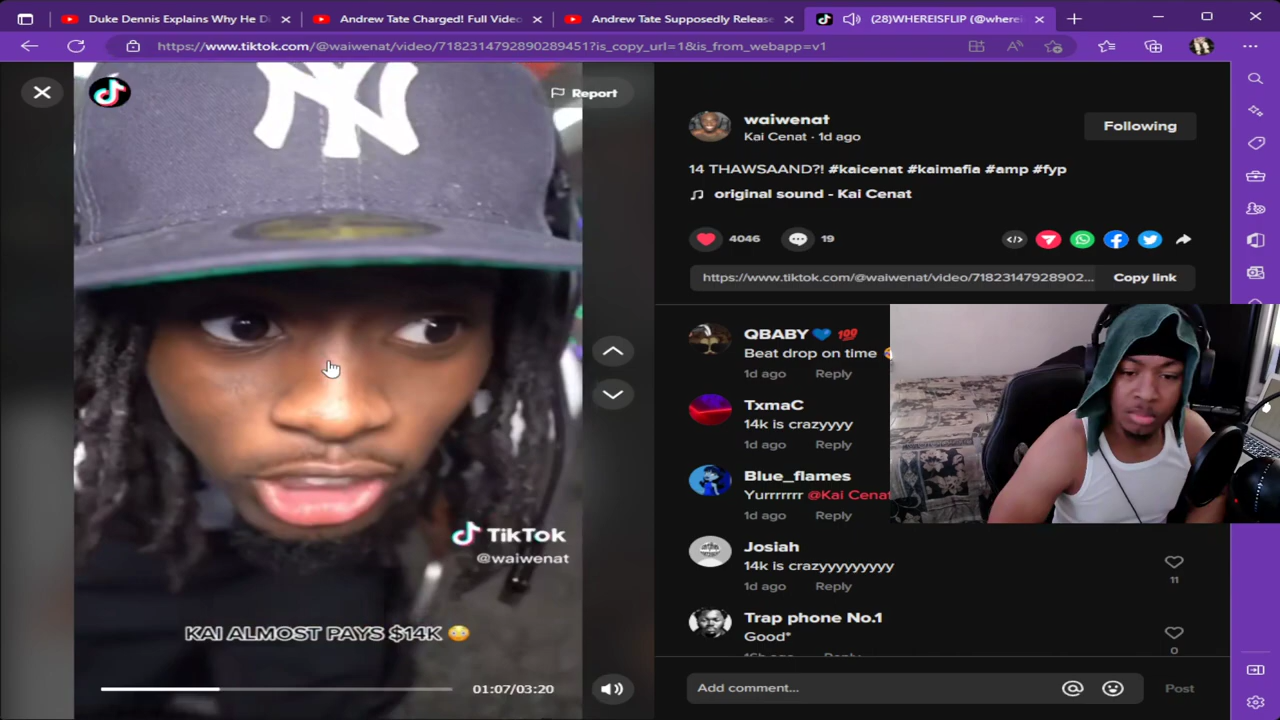 Duke Dennis Explains Why He Di
Andrew Tate Charged! Full Video
Andrew Tate Supposedly Release
(28)WHEREISFLIP (@wherei
https://www.tiktok.com/@waiwenat/video/7182314792890289451?is_copy_url=1&is_from_webapp=v1
NY
Report
waiwenat
Kai Cenat · 1d ago
Following
14 THAWSAAND?! #kaicenat #kaimafia #amp #fyp
original sound - Kai Cenat
4046
19
https://www.tiktok.com/@waiwenat/video/71823147928902...
Copy link
QBABY💙 💯
Beat drop on time
1d ago Reply
TxmaC
14k is crazyyyy
1d ago Reply
Blue_flames
Yurrrrrrr @Kai Cenat
1d ago Reply
Josiah
14k is crazyyyyyyyyy
1d ago Reply
11
Trap phone No.1
Good*
0
TikTok
@waiwenat
KAI ALMOST PAYS $14K 😳
01:07/03:20
Add comment...
Post